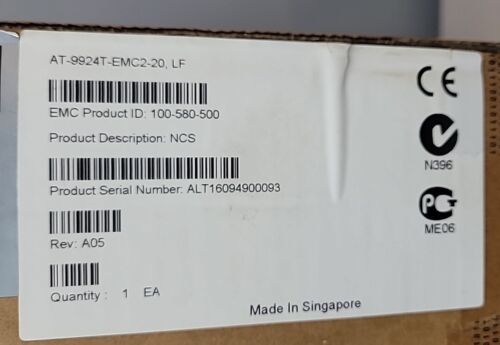 AT-9924T-EMC2-20, LF
EMC Product ID: 100-580-500
Product Description: NCS
Product Serial Number: ALT16094900093
Rev: A05
Quantity : 1 EA
Made In Singapore
CE
N396
PG
ME06